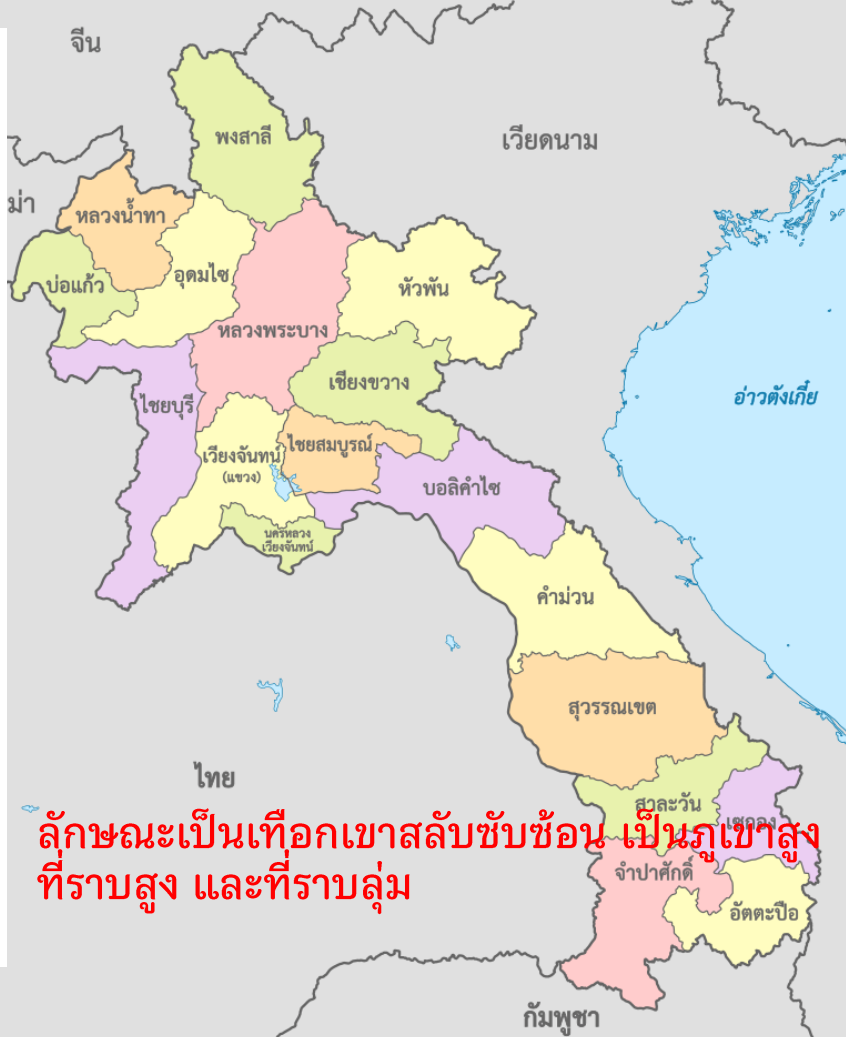 จีน
พงสาลี
เวียดนาม
ม่า
หลวงน้ำทา
บ่อแก้ว
อุดมไซ
หัวพัน
หลวงพระบาง
เชียงขวาง
อ่าวตังเกี๋ย
ไชยบุรี
เวียงจันทน์
(แขวง)
ไชยสมบูรณ์
บอลิคำไซ
นครหลวง
เวียงจันทน์
คำม่วน
สุวรรณเขต
ไทย
สาละวัน
เซกอง
ลักษณะเป็นเทือกเขาสลับซับซ้อน เป็นภูเขาสูง
ที่ราบสูง และที่ราบลุ่ม
จำปาศักดิ์
อัตตะปือ
กัมพูชา